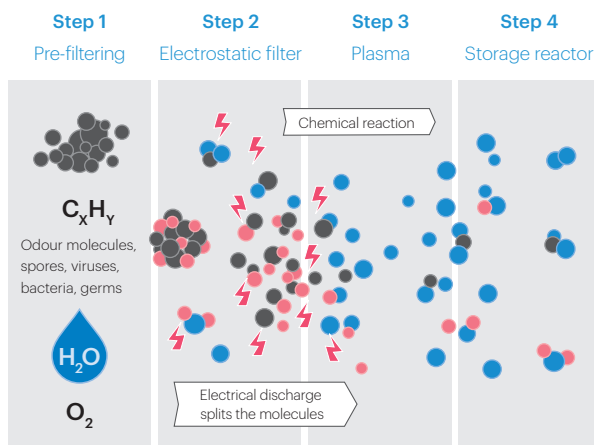 Step 1
Pre-filtering
Step 2
Electrostatic filter
Step 3
Plasma
Step 4
Storage reactor
Chemical reaction
CₓHᵧ
Odour molecules,
spores, viruses,
bacteria, germs
H₂O
O₂
Electrical discharge
splits the molecules